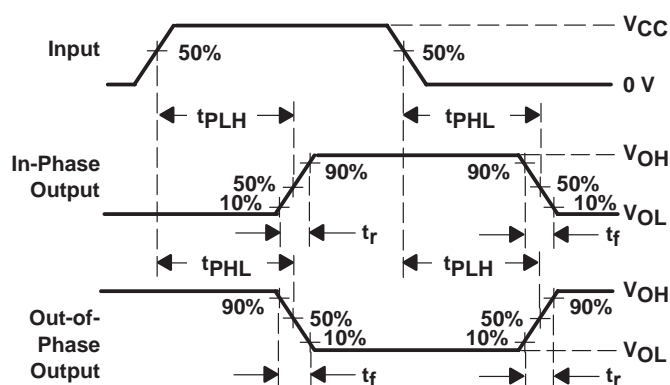 VCC
Input
50%
50%
0 V
tPLH
tPHL
In-Phase
Output
VOH
90%
90%
50%
50%
10%
10%
VOL
tr
tf
tPHL
tPLH
VOH
90%
90%
Out-of-
Phase
Output
50%
50%
10%
10%
VOL
tf
tr